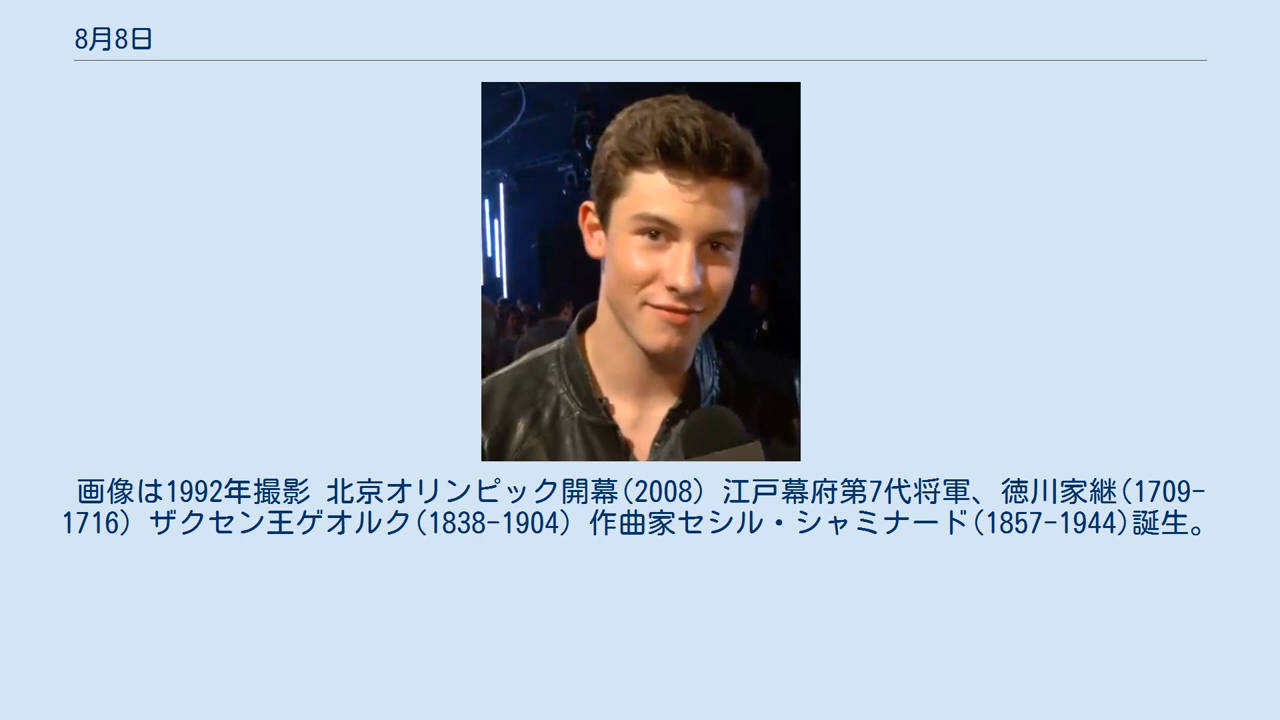 8月8日
画像は1992年撮影 北京オリンピック開幕(2008) 江戸幕府第7代将軍、徳川家継(1709-
1716) ザクセン王ゲオルク(1838-1904) 作曲家セシル・シャミナード(1857-1944)誕生。